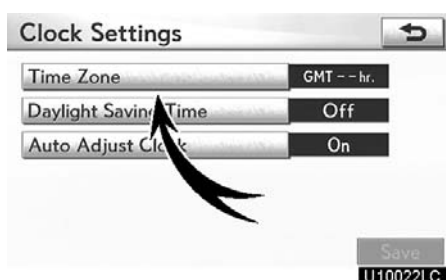 Clock Settings
Time Zone GMT – – hr.
Daylight Saving Time Off
Auto Adjust Clock On
Save
U10022LC